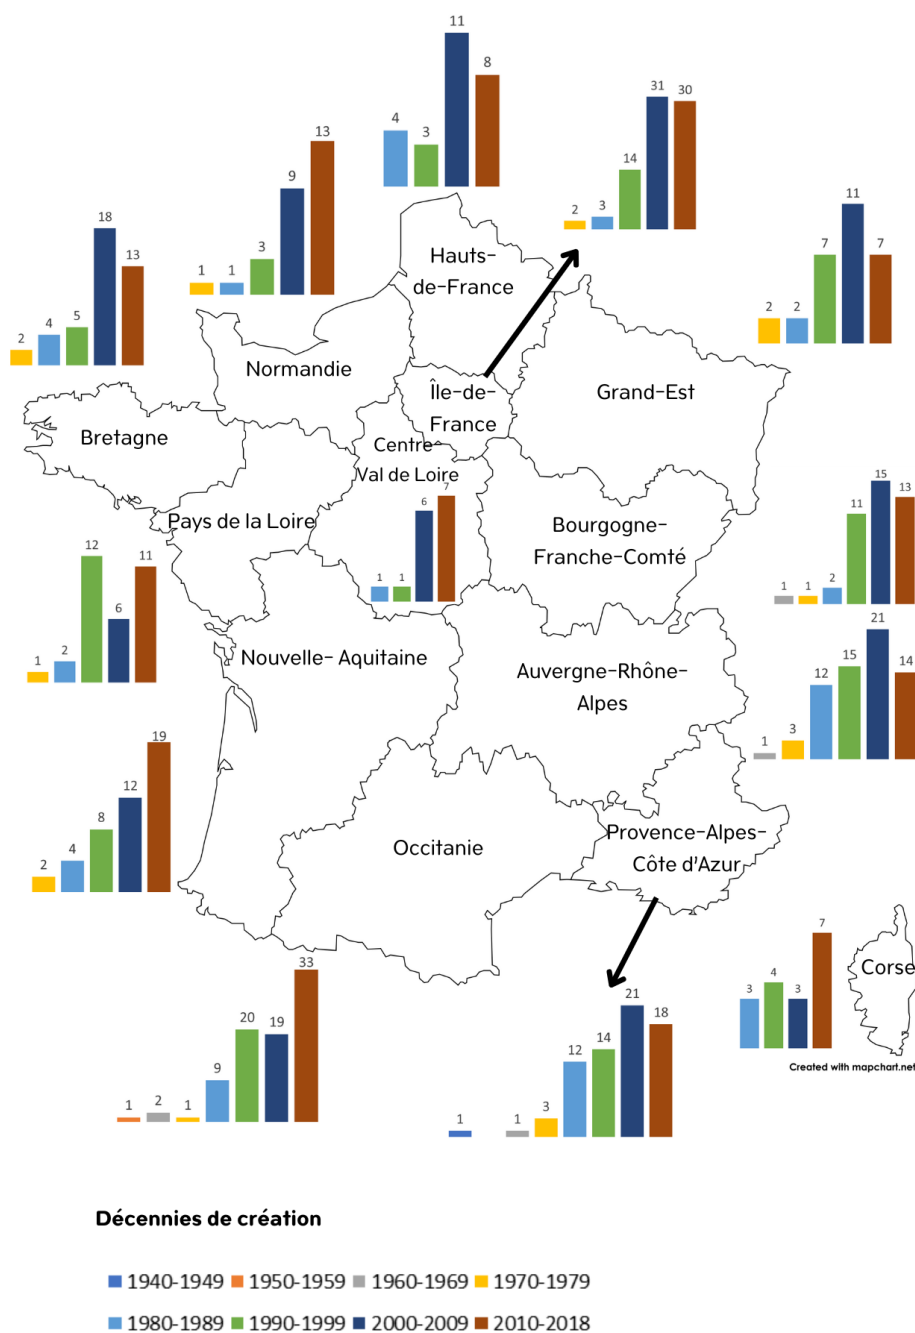 11
8
4
3
31
30
14
2
3
13
9
1
1
3
18
13
2
4
5
11
7
7
2
2
Hauts-
de-France
Normandie
Île-de-
France
Grand-Est
Bretagne
Centre-
Val de Loire
7
6
1
1
Pays de la Loire
Bourgogne-
Franche-Comté
15
13
11
1
1
2
12
11
6
1
2
Nouvelle- Aquitaine
Auvergne-Rhône-
Alpes
21
14
15
12
1
3
19
12
8
2
4
Occitanie
Provence-Alpes-
Côte d'Azur
7
3
4
3
Corse
Created with mapchart.net
33
20
19
9
1
2
1
21
18
14
12
1
1
3
Décennies de création
1940-1949 1950-1959 1960-1969 1970-1979
1980-1989 1990-1999 2000-2009 2010-2018